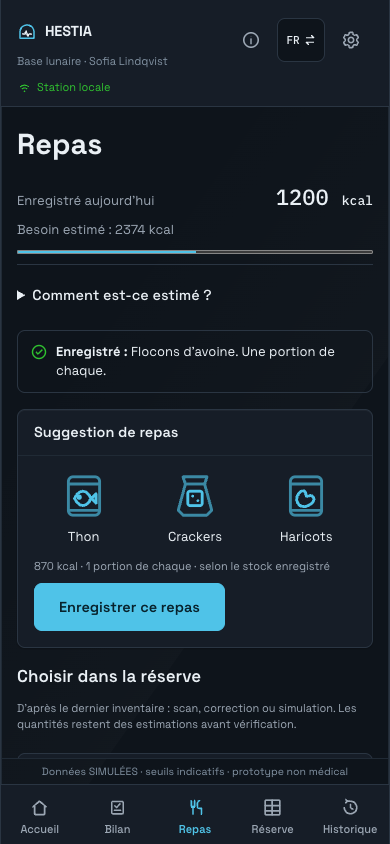 HESTIA
FR
Base lunaire · Sofia Lindqvist
Station locale
Repas
Enregistré aujourd'hui
1200 kcal
Besoin estimé : 2374 kcal
Comment est-ce estimé ?
Enregistré : Flocons d'avoine. Une portion de
chaque.
Suggestion de repas
Thon
Crackers
Haricots
870 kcal · 1 portion de chaque · selon le stock enregistré
Enregistrer ce repas
Choisir dans la réserve
D'après le dernier inventaire : scan, correction ou simulation. Les
quantités restent des estimations avant vérification.
Données SIMULÉES · seuils indicatifs · prototype non médical
Accueil
Bilan
Repas
Réserve
Historique